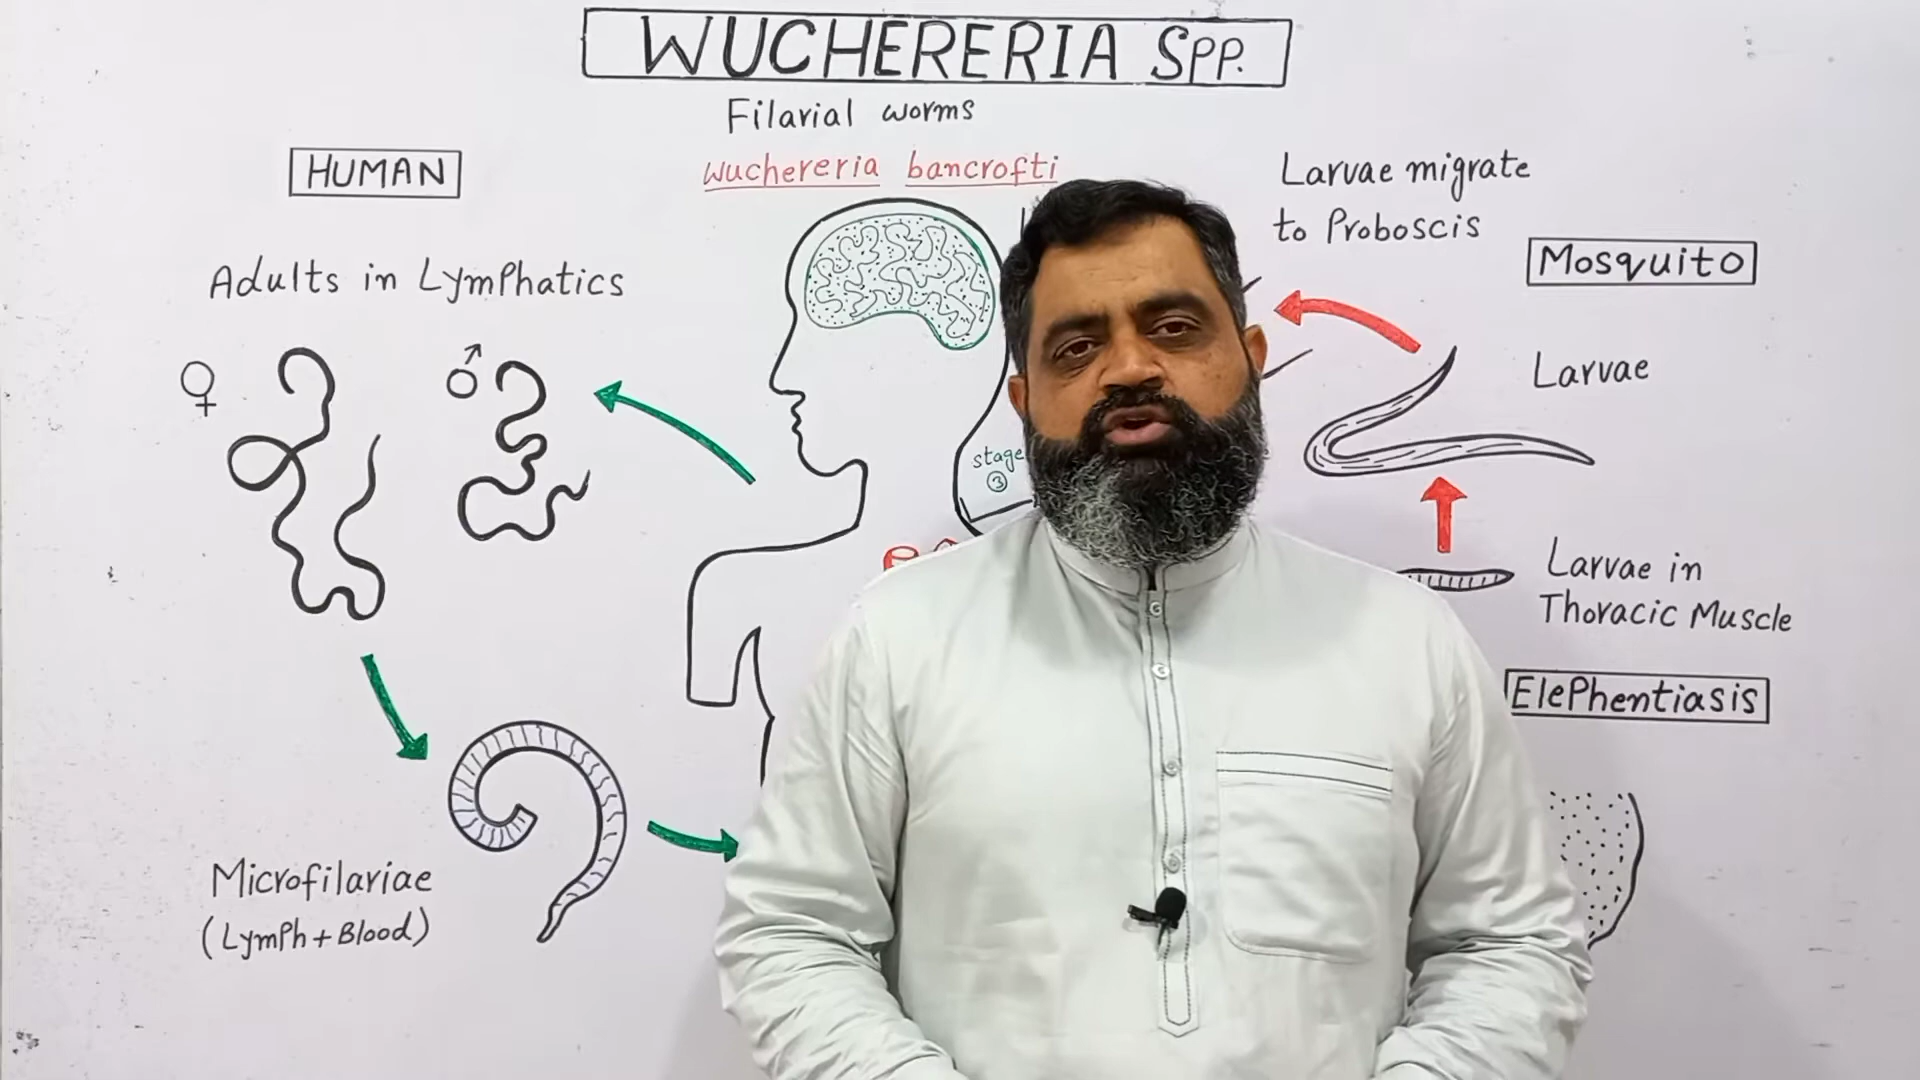 WUCHERERIA SPP.
Filarial worms
Wuchereria bancrofti
HUMAN
Adults in Lymphatics
♀
♂
Microfilariae
(Lymph + Blood)
stage
③
Larvae migrate
to Proboscis
Mosquito
Larvae
Larvae in
Thoracic Muscle
Elephentiasis